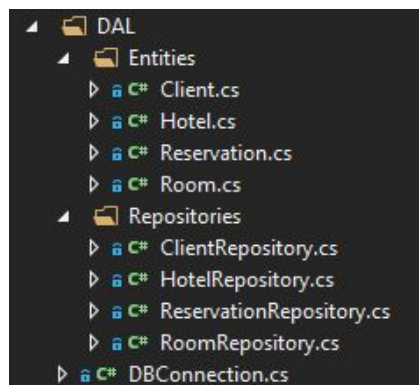 DAL
Entities
C# Client.cs
C# Hotel.cs
C# Reservation.cs
C# Room.cs
Repositories
C# ClientRepository.cs
C# HotelRepository.cs
C# ReservationRepository.cs
C# RoomRepository.cs
C# DBConnection.cs